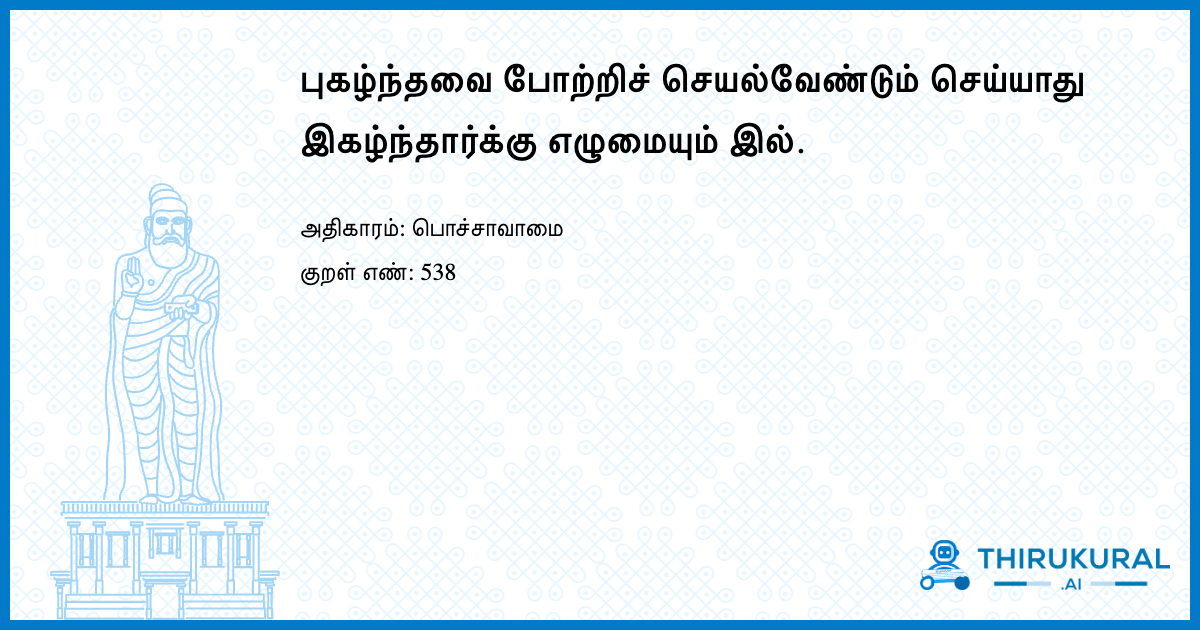 புகழ்ந்தவை போற்றிச் செயல்வேண்டும் செய்யாது
இகழ்ந்தார்க்கு எழுமையும் இல்.
அதிகாரம்: பொச்சாவாமை
குறள் எண்: 538
THIRUKURAL
.AI